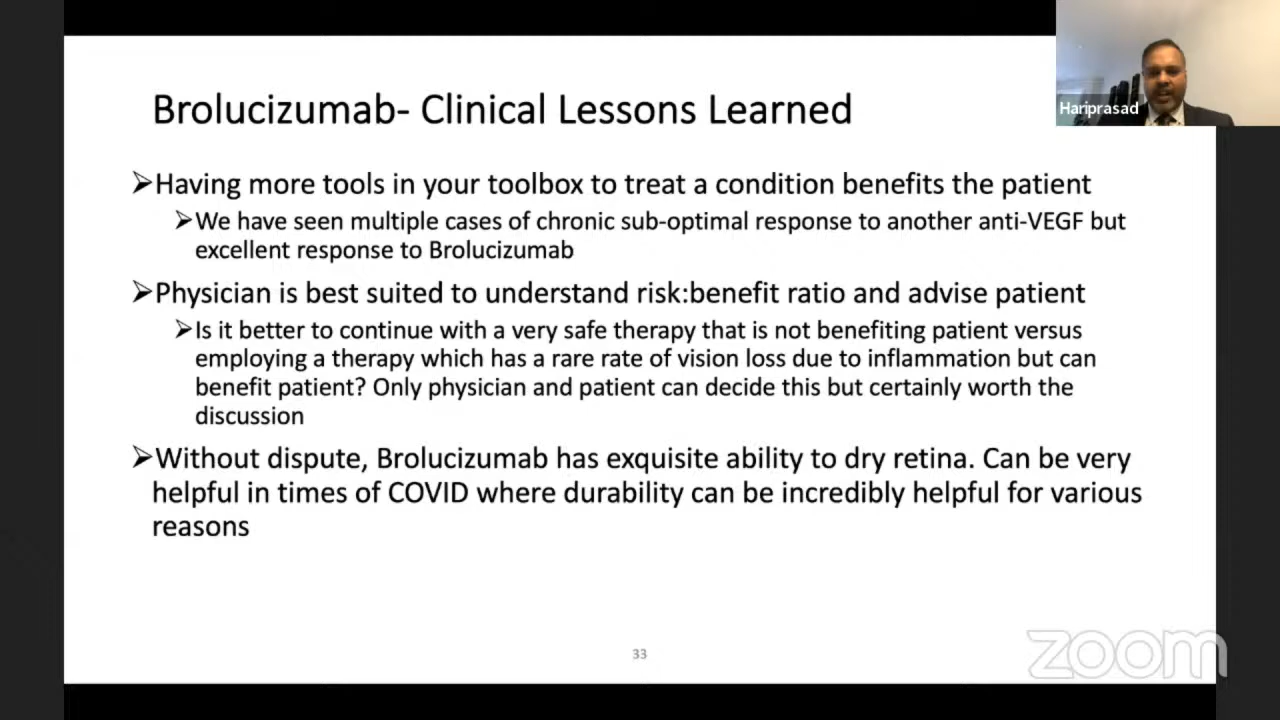 Hariprasad
Brolucizumab- Clinical Lessons Learned
➢Having more tools in your toolbox to treat a condition benefits the patient
➢We have seen multiple cases of chronic sub-optimal response to another anti-VEGF but
excellent response to Brolucizumab
➢Physician is best suited to understand risk:benefit ratio and advise patient
➢Is it better to continue with a very safe therapy that is not benefiting patient versus
employing a therapy which has a rare rate of vision loss due to inflammation but can
benefit patient? Only physician and patient can decide this but certainly worth the
discussion
➢Without dispute, Brolucizumab has exquisite ability to dry retina. Can be very
helpful in times of COVID where durability can be incredibly helpful for various
reasons
33
zoom